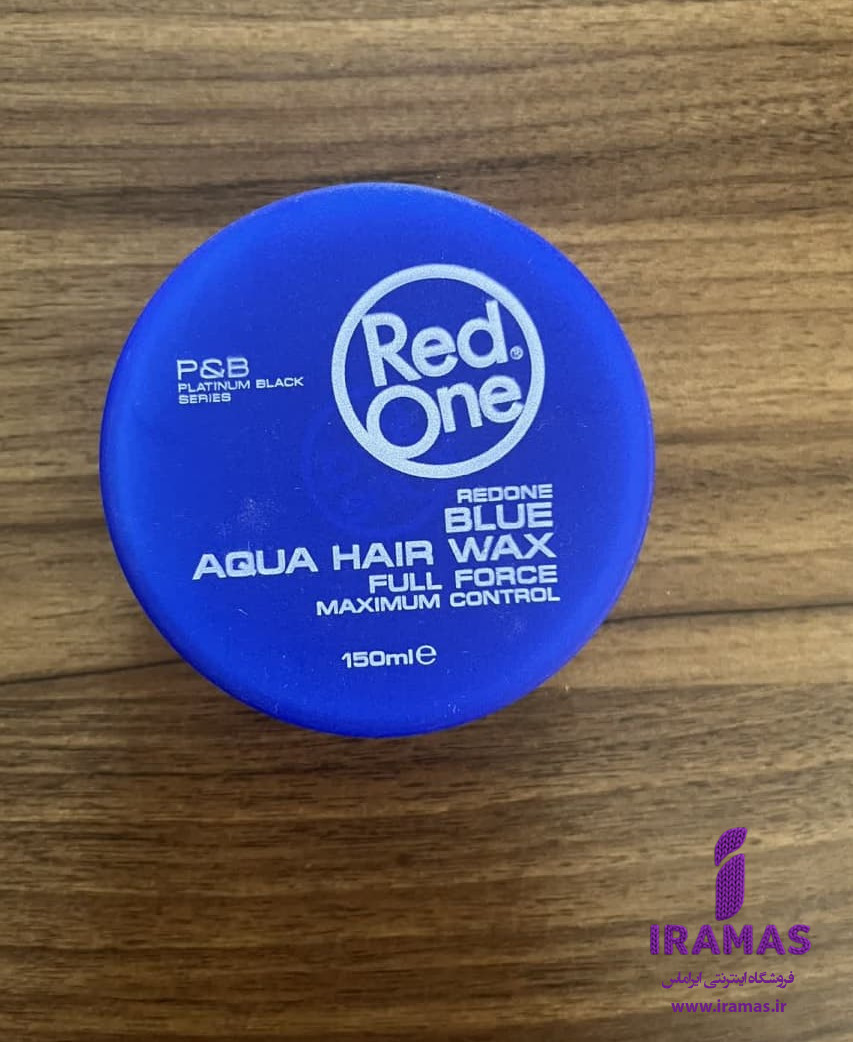 Red®
One
P&B
PLATINUM BLACK
SERIES
REDONE
BLUE
AQUA HAIR WAX
FULL FORCE
MAXIMUM CONTROL
150ml e
IRAMAS
فروشگاه اینترنتی ایراماس
www.iramas.ir